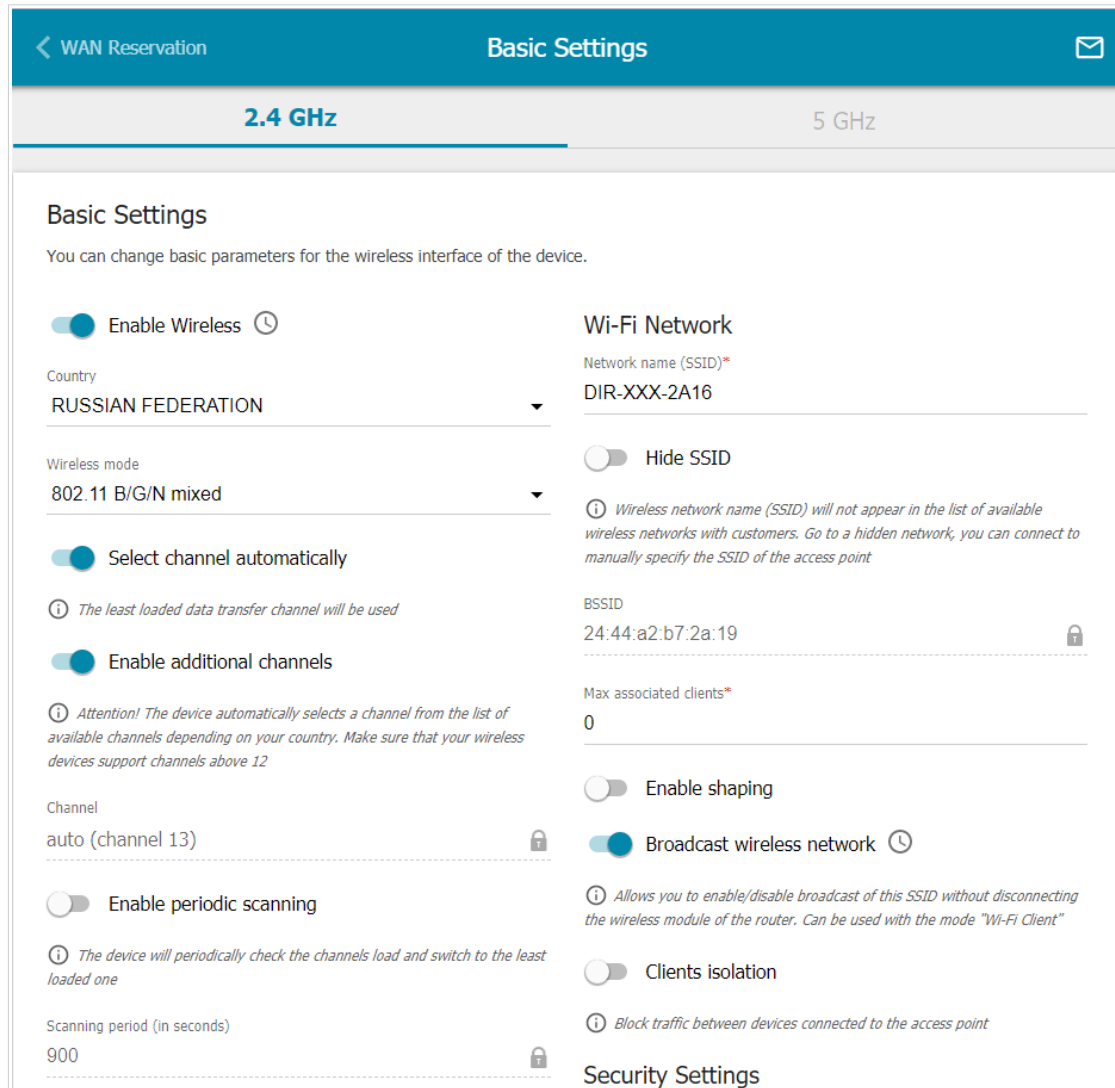 WAN Reservation
Basic Settings
2.4 GHz
5 GHz
Basic Settings
You can change basic parameters for the wireless interface of the device.
Enable Wireless
Country
RUSSIAN FEDERATION
Wireless mode
802.11 B/G/N mixed
Select channel automatically
The least loaded data transfer channel will be used
Enable additional channels
Attention! The device automatically selects a channel from the list of
available channels depending on your country. Make sure that your wireless
devices support channels above 12
Channel
auto (channel 13)
Enable periodic scanning
The device will periodically check the channels load and switch to the least
loaded one
Scanning period (in seconds)
900
Wi-Fi Network
Network name (SSID)*
DIR-XXX-2A16
Hide SSID
Wireless network name (SSID) will not appear in the list of available
wireless networks with customers. Go to a hidden network, you can connect to
manually specify the SSID of the access point
BSSID
24:44:a2:b7:2a:19
Max associated clients*
0
Enable shaping
Broadcast wireless network
Allows you to enable/disable broadcast of this SSID without disconnecting
the wireless module of the router. Can be used with the mode "Wi-Fi Client"
Clients isolation
Block traffic between devices connected to the access point
Security Settings